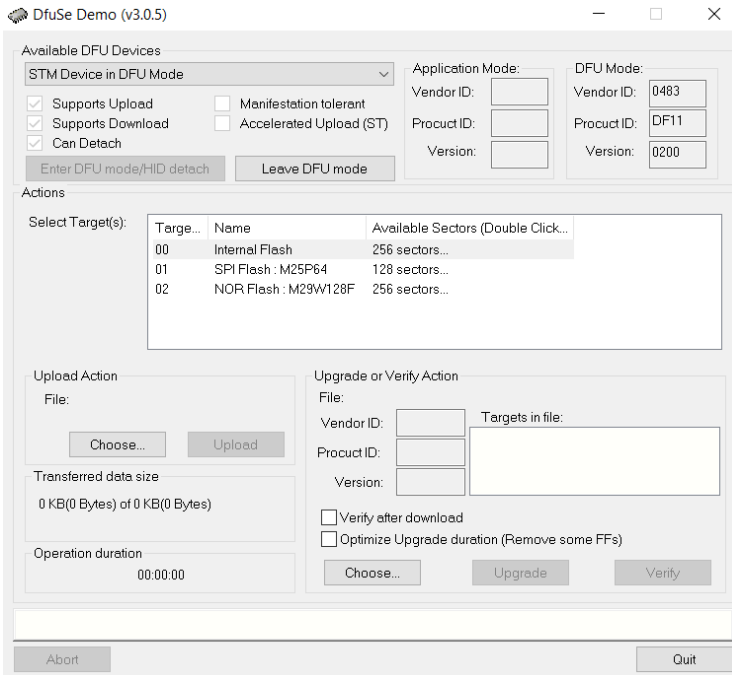 DfuSe Demo (v3.0.5)
Available DFU Devices
STM Device in DFU Mode
Supports Upload
Manifestation tolerant
Supports Download
Accelerated Upload (ST)
Can Detach
Enter DFU mode/HID detach
Leave DFU mode
Application Mode:
Vendor ID:
Procuct ID:
Version:
DFU Mode:
Vendor ID: 0483
Procuct ID: DF11
Version: 0200
Actions
Select Target(s):
Targe... Name Available Sectors (Double Click...
00 Internal Flash 256 sectors...
01 SPI Flash : M25P64 128 sectors...
02 NOR Flash : M29W128F 256 sectors...
Upload Action
File:
Choose... Upload
Transferred data size
0 KB(0 Bytes) of 0 KB(0 Bytes)
Operation duration
00:00:00
Upgrade or Verify Action
File:
Vendor ID:
Procuct ID:
Version:
Targets in file:
Verify after download
Optimize Upgrade duration (Remove some FFs)
Choose... Upgrade Verify
Abort Quit